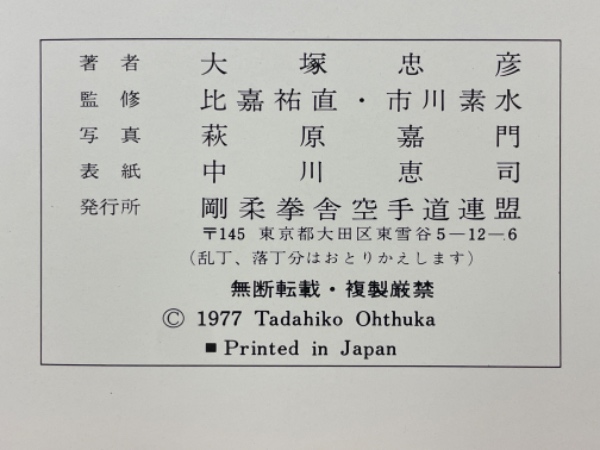 著者 大塚忠彦
監修 比嘉祐直・市川素水
写真 萩原嘉門
表紙 中川恵司
発行所 剛柔拳舎空手道連盟
〒145 東京都大田区東雪谷5―12―6
（乱丁、落丁分はおとりかえします）
無断転載・複製厳禁
© 1977 Tadahiko Ohthuka
■ Printed in Japan